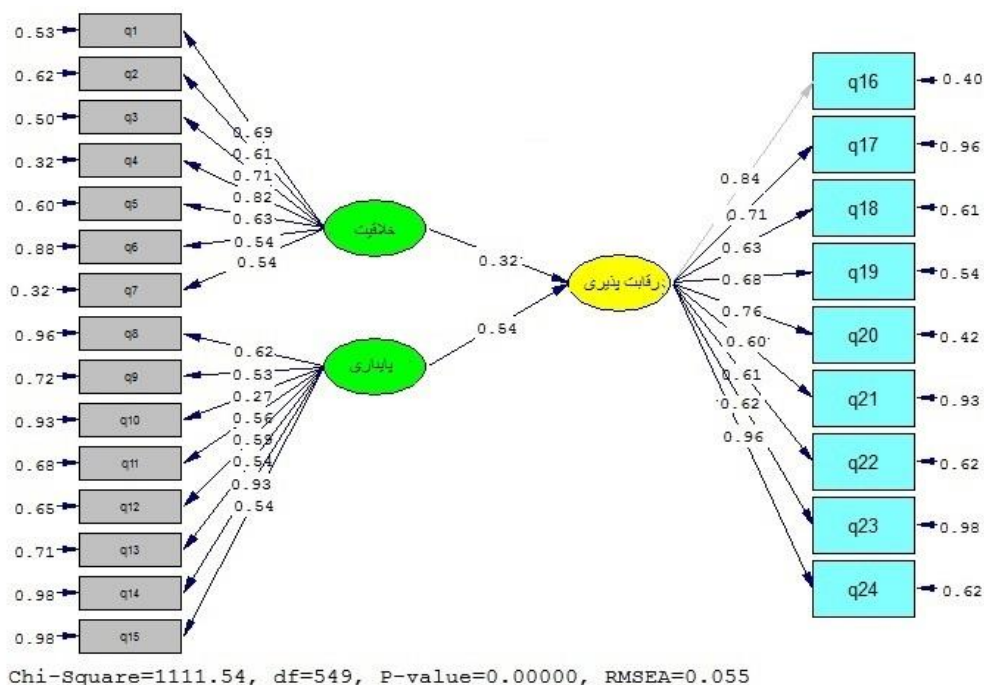 0.53 q1
0.62 q2
0.50 q3
0.32 q4
0.60 q5
0.88 q6
0.32 q7
0.96 q8
0.72 q9
0.93 q10
0.68 q11
0.65 q12
0.71 q13
0.98 q14
0.98 q15
0.69
0.61
0.71
0.82
0.63
0.54
0.54
خلاقیت
0.62
0.53
0.27
0.56
0.59
0.54
0.93
0.54
پایداری
0.32
0.54
رقابت پذیری
0.84
0.71
0.63
0.68
0.76
0.60
0.61
0.62
0.96
q16 0.40
q17 0.96
q18 0.61
q19 0.54
q20 0.42
q21 0.93
q22 0.62
q23 0.98
q24 0.62
Chi-Square=1111.54, df=549, P-value=0.00000, RMSEA=0.055